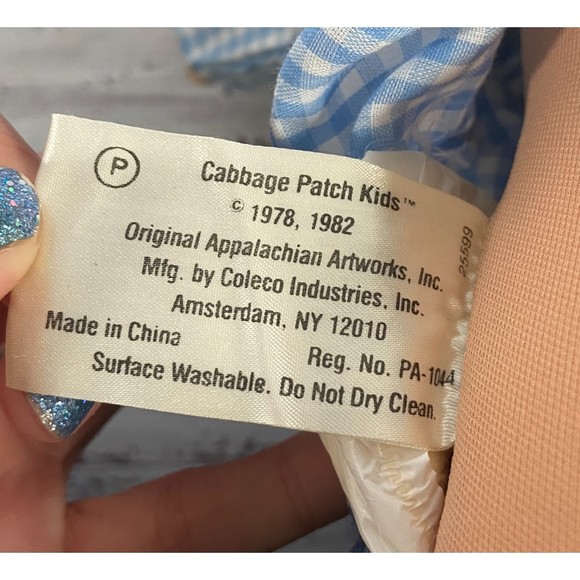 P
Cabbage Patch Kids™
© 1978, 1982
Original Appalachian Artworks, Inc.
Mfg. by Coleco Industries, Inc.
Amsterdam, NY 12010
Made in China
Reg. No. PA-1044
Surface Washable. Do Not Dry Clean.
25599